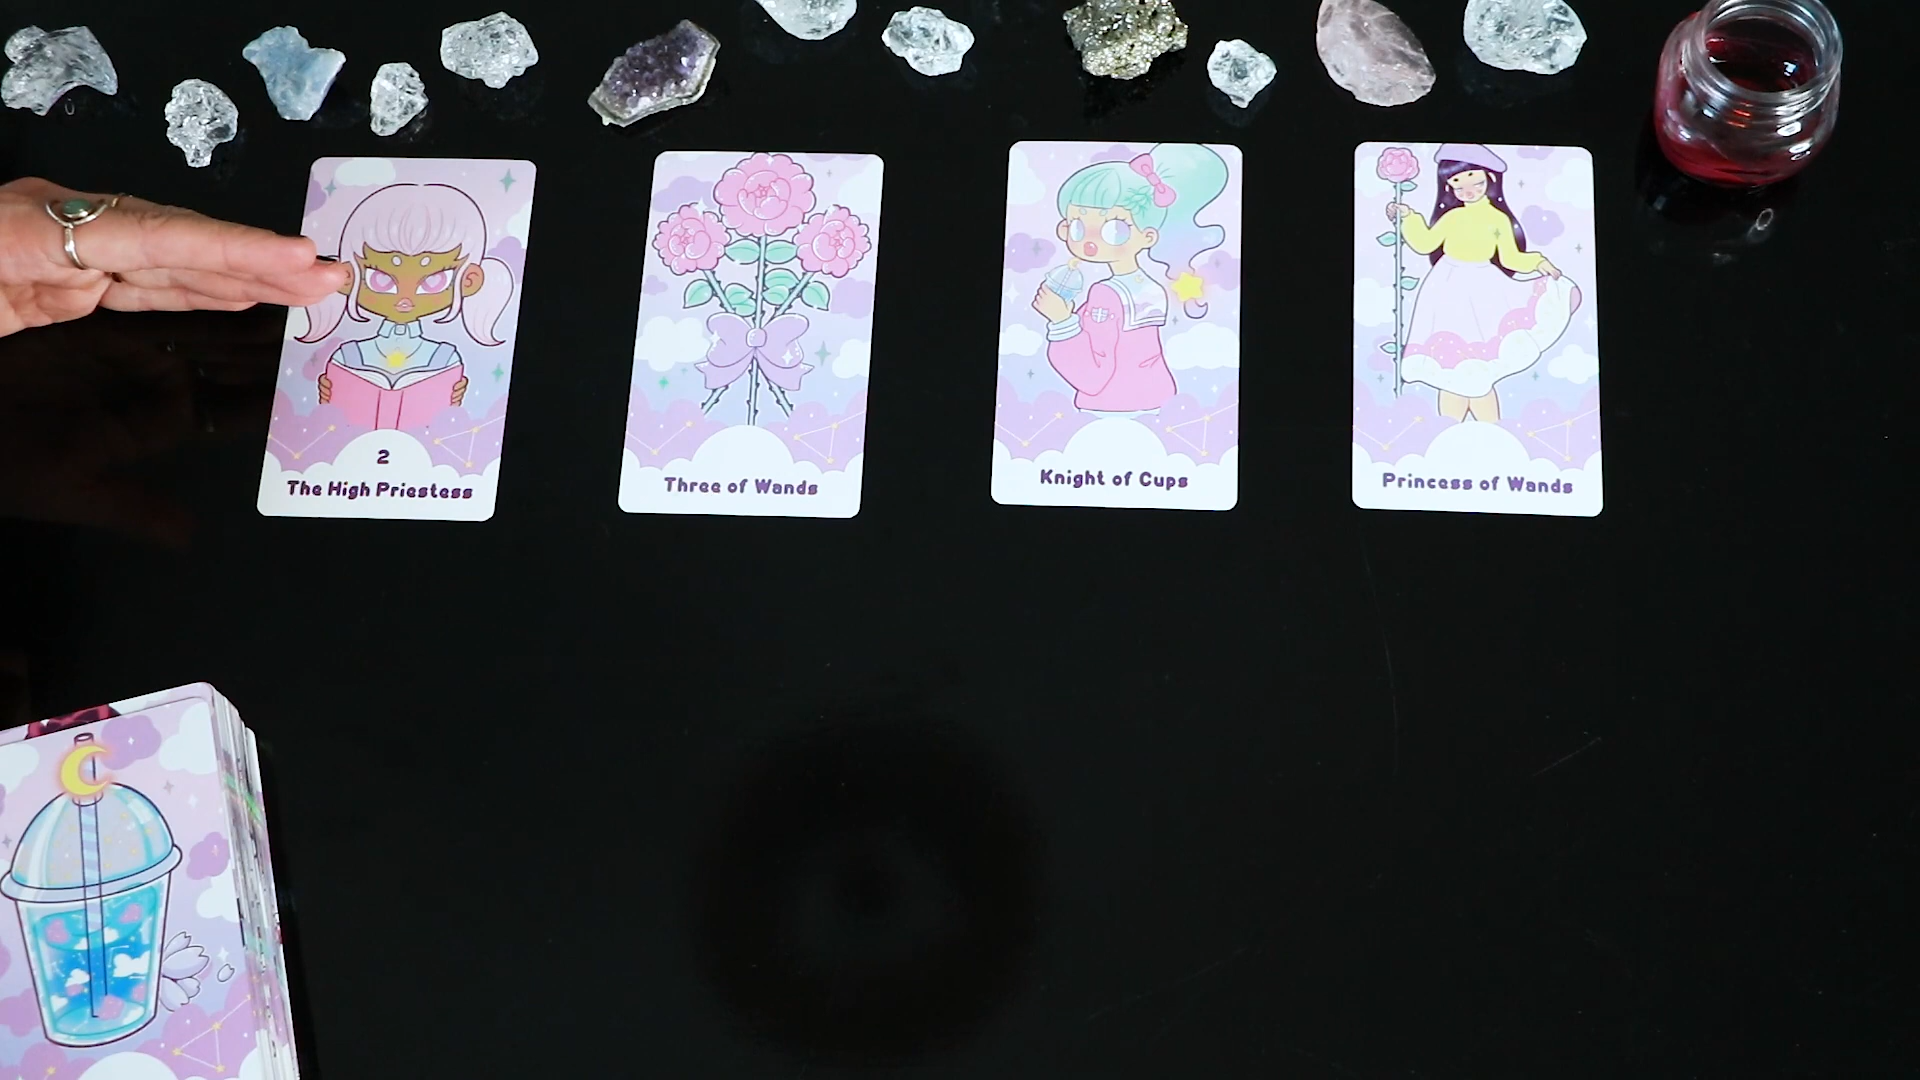 2
The High Priestess
Three of Wands
Knight of Cups
Princess of Wands